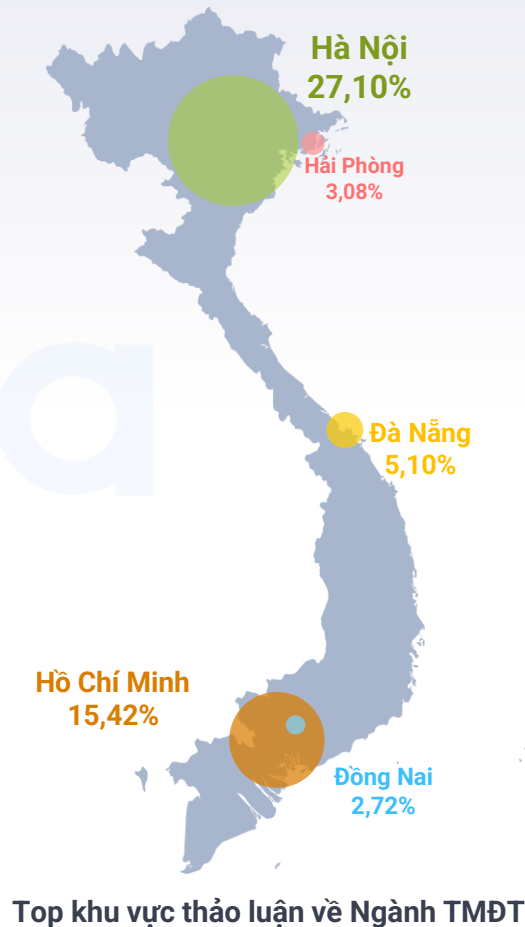 Hà Nội
27,10%
Hải Phòng
3,08%
Đà Nẵng
5,10%
Hồ Chí Minh
15,42%
Đồng Nai
2,72%
Top khu vực thảo luận về Ngành TMĐT